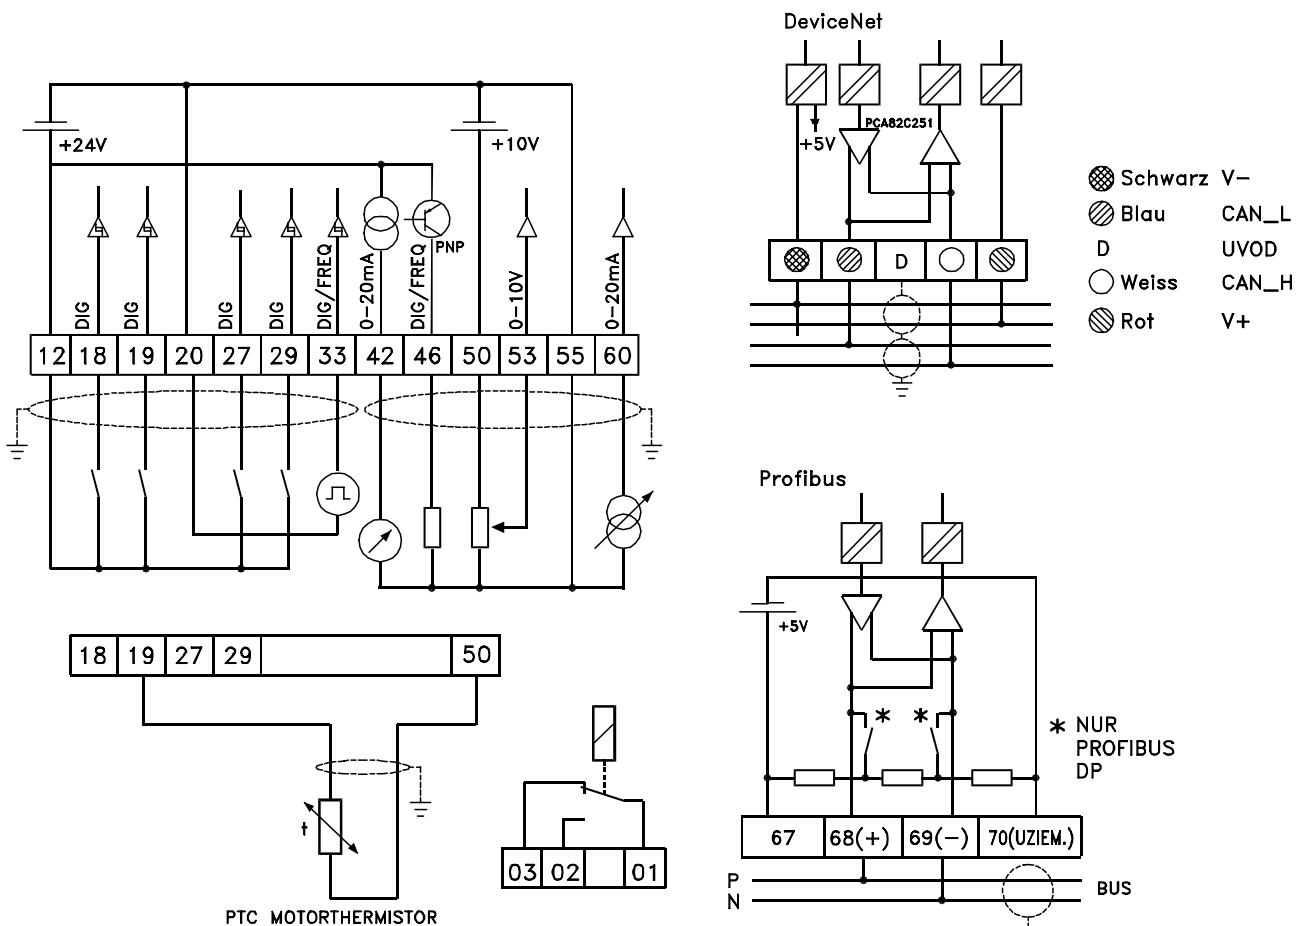 DeviceNet
PCA82C251
+5V
+24V
+10V
PNP
DIG
DIG
DIG
DIG
DIG/FREQ
0-20mA
DIG/FREQ
0-10V
0-20mA
12 18 19 20 27 29 33 42 46 50 53 55 60
D
Schwarz V-
Blau CAN_L
D UVOD
Weiss CAN_H
Rot V+
Profibus
+5V
* *
* NUR
PROFIBUS
DP
67 68(+) 69(-) 70(UZIEM.)
P
N
BUS
18 19 27 29 50
t
PTC MOTORTHERMISTOR
03 02 01